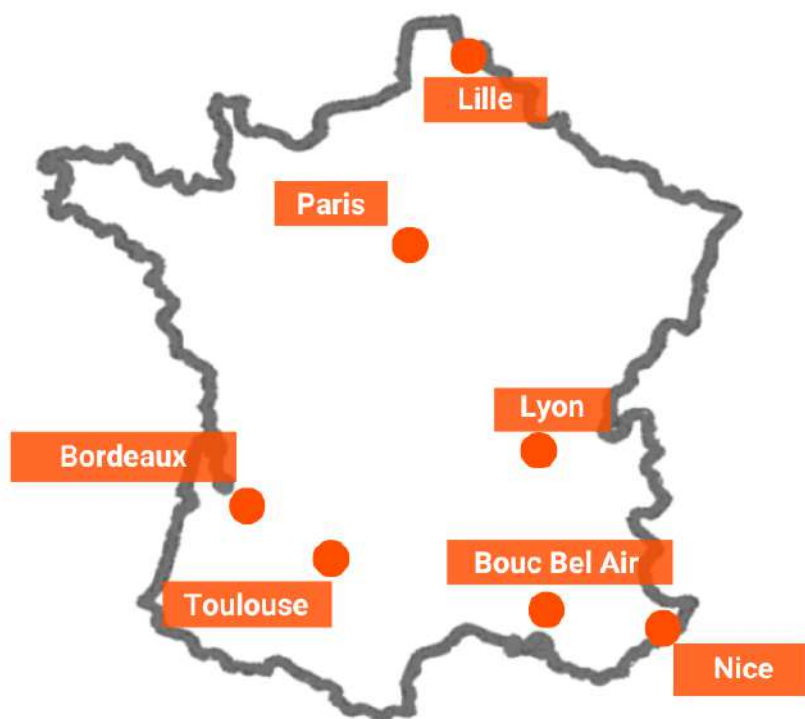 Lille
Paris
Lyon
Bordeaux
Bouc Bel Air
Toulouse
Nice